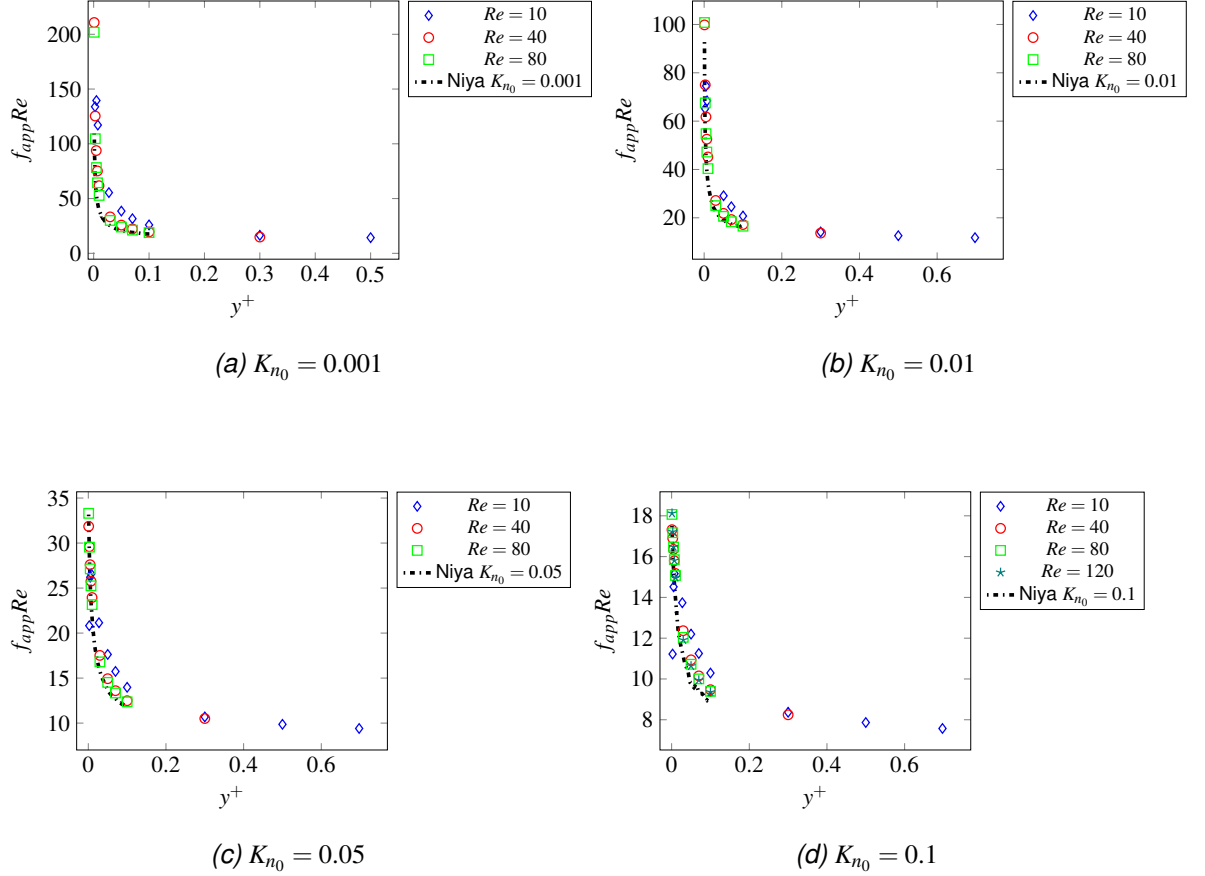 200
150
100
50
0
0
0.1
0.2
0.3
0.4
0.5
f_{app}Re
y^+
Re = 10
Re = 40
Re = 80
Niya K_{n_0} = 0.001
(a) K_{n_0} = 0.001
100
80
60
40
20
0
0.2
0.4
0.6
f_{app}Re
y^+
Re = 10
Re = 40
Re = 80
Niya K_{n_0} = 0.01
(b) K_{n_0} = 0.01
35
30
25
20
15
10
0
0.2
0.4
0.6
f_{app}Re
y^+
Re = 10
Re = 40
Re = 80
Niya K_{n_0} = 0.05
(c) K_{n_0} = 0.05
18
16
14
12
10
8
0
0.2
0.4
0.6
f_{app}Re
y^+
Re = 10
Re = 40
Re = 80
Re = 120
Niya K_{n_0} = 0.1
(d) K_{n_0} = 0.1